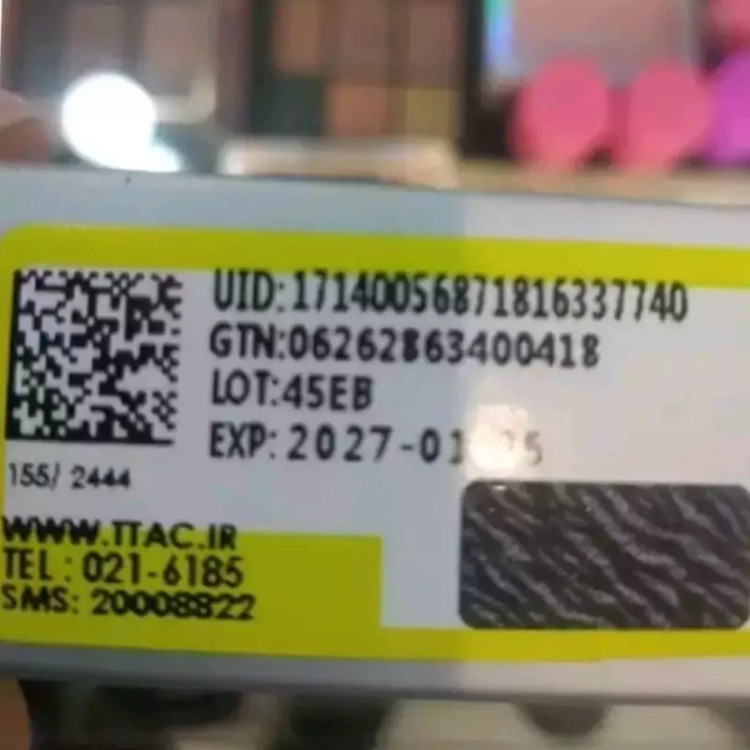 UID:17140056871816337740
GTN:06262863400418
LOT:45EB
EXP: 2027-01
155/ 2444
WWW.TTAC.IR
TEL : 021-6185
SMS: 20008822